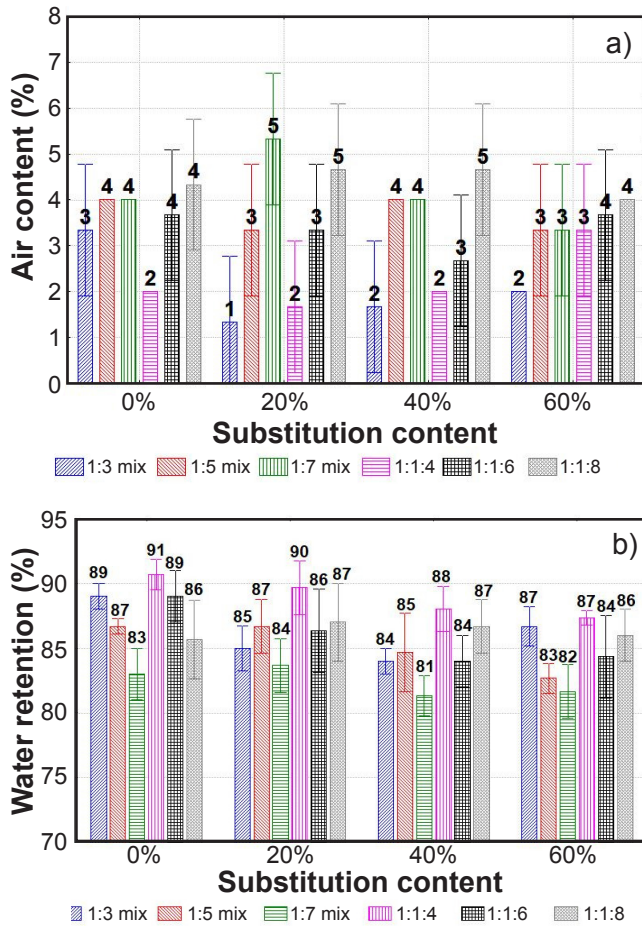 a)
Air content (%)
8
7
6
5
4
3
2
1
0
3 4 4 2 4 4
1 3 5 2 3 5
2 4 4 2 3 5
2 3 3 3 4 4
0% 20% 40% 60%
Substitution content
1:3 mix 1:5 mix 1:7 mix 1:1:4 1:1:6 1:1:8
b)
Water retention (%)
95
90
85
80
75
70
89 87 83 91 89 86
85 87 84 90 86 87
84 85 81 88 84 87
87 83 82 87 84 86
0% 20% 40% 60%
Substitution content
1:3 mix 1:5 mix 1:7 mix 1:1:4 1:1:6 1:1:8